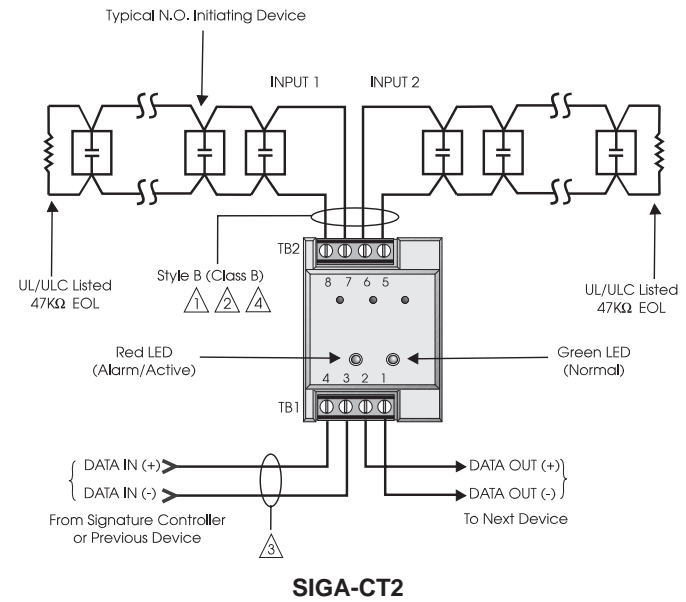 Typical N.O. Initiating Device
INPUT 1
INPUT 2
TB2
8 7 6 5
Style B (Class B)
1 2 4
UL/ULC Listed
47KΩ EOL
UL/ULC Listed
47KΩ EOL
Red LED
(Alarm/Active)
Green LED
(Normal)
4 3 2 1
TB1
DATA IN (+)
DATA IN (-)
DATA OUT (+)
DATA OUT (-)
From Signature Controller
or Previous Device
To Next Device
3
SIGA-CT2